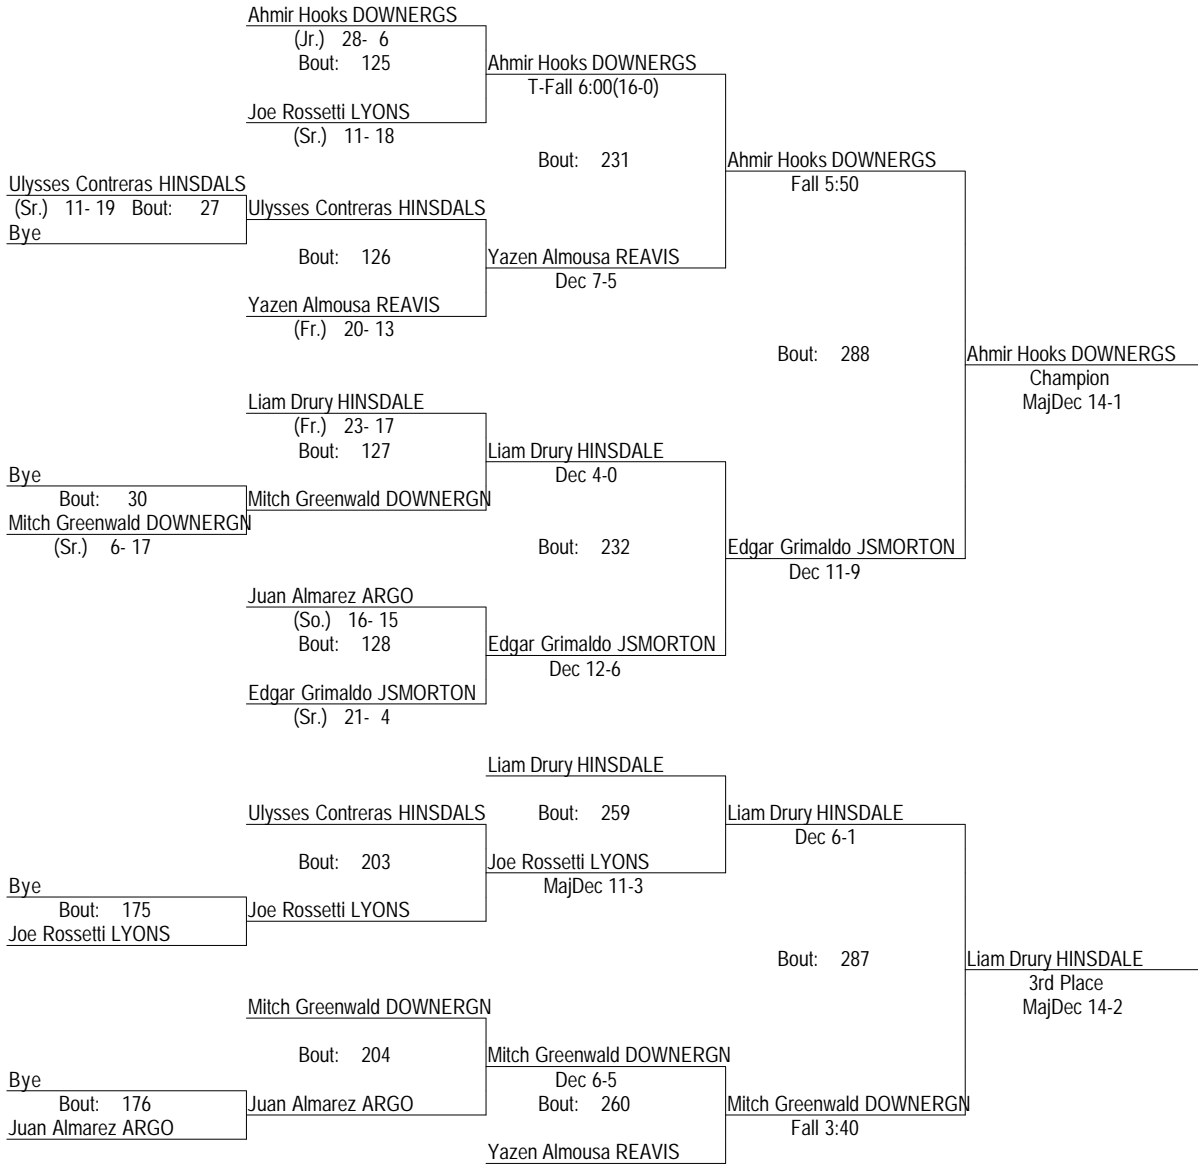 Ahmir Hooks DOWNERGS
(Jr.) 28- 6
Bout: 125
Ahmir Hooks DOWNERGS
T-Fall 6:00(16-0)
Joe Rossetti LYONS
(Sr.) 11- 18
Bout: 231
Ahmir Hooks DOWNERGS
Fall 5:50
Ulysses Contreras HINSDALS
(Sr.) 11- 19 Bout: 27
Ulysses Contreras HINSDALS
Bye
Bout: 126
Yazen Almousa REAVIS
Dec 7-5
Yazen Almousa REAVIS
(Fr.) 20- 13
Bout: 288
Ahmir Hooks DOWNERGS
Champion
MajDec 14-1
Liam Drury HINSDALE
(Fr.) 23- 17
Bout: 127
Liam Drury HINSDALE
Dec 4-0
Bye
Bout: 30
Mitch Greenwald DOWNERGN
Mitch Greenwald DOWNERGN
(Sr.) 6- 17
Bout: 232
Edgar Grimaldo JSMORTON
Dec 11-9
Juan Almarez ARGO
(So.) 16- 15
Bout: 128
Edgar Grimaldo JSMORTON
Dec 12-6
Edgar Grimaldo JSMORTON
(Sr.) 21- 4
Liam Drury HINSDALE
Ulysses Contreras HINSDALS
Bout: 259
Liam Drury HINSDALE
Dec 6-1
Bout: 203
Joe Rossetti LYONS
MajDec 11-3
Bye
Bout: 175
Joe Rossetti LYONS
Joe Rossetti LYONS
Bout: 287
Liam Drury HINSDALE
3rd Place
MajDec 14-2
Mitch Greenwald DOWNERGN
Bout: 204
Mitch Greenwald DOWNERGN
Dec 6-5
Bye
Bout: 176
Juan Almarez ARGO
Bout: 260
Mitch Greenwald DOWNERGN
Fall 3:40
Juan Almarez ARGO
Yazen Almousa REAVIS